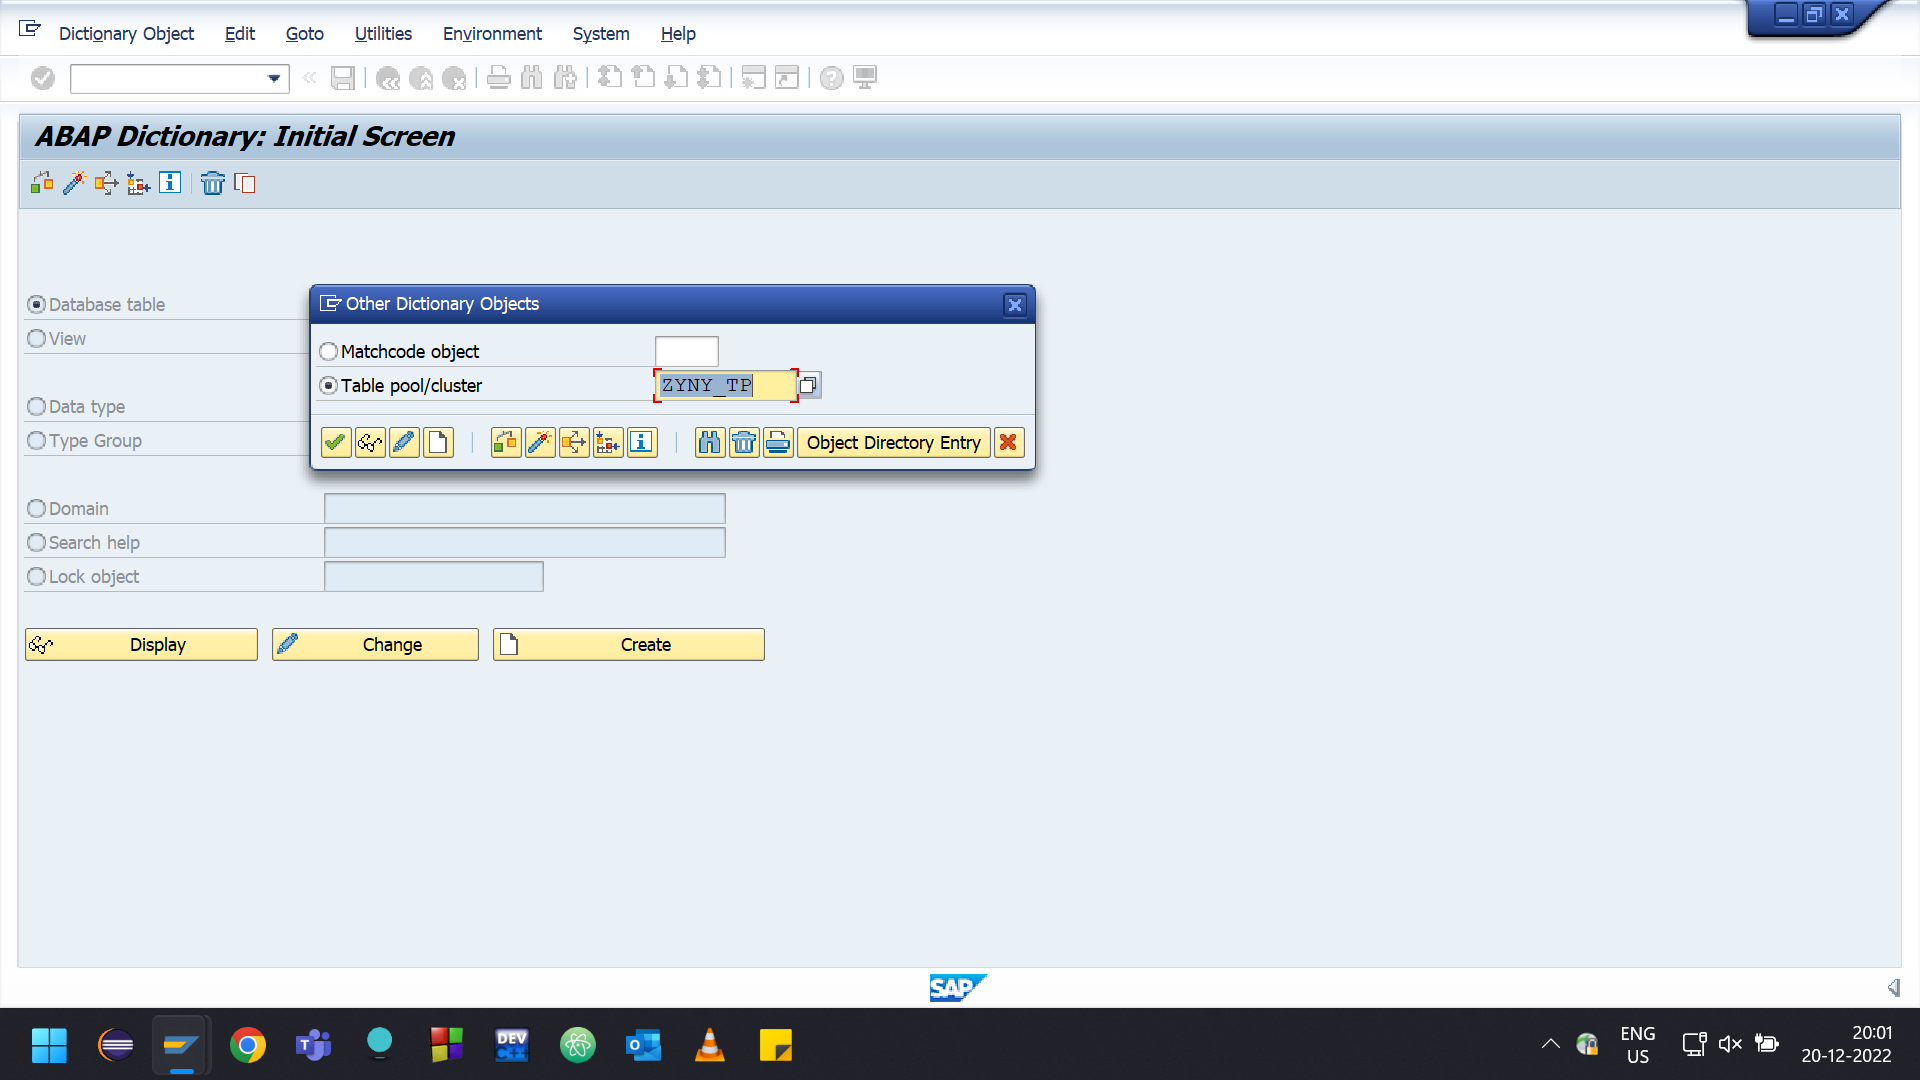 Dictionary Object Edit Goto Utilities Environment System Help
ABAP Dictionary: Initial Screen
Database table
View
Data type
Type Group
Other Dictionary Objects
Matchcode object
Table pool/cluster ZYNY_TP
Object Directory Entry
Domain
Search help
Lock object
Display Change Create
SAP
T
DEV
C++
O
ENG
US
20:01
20-12-2022